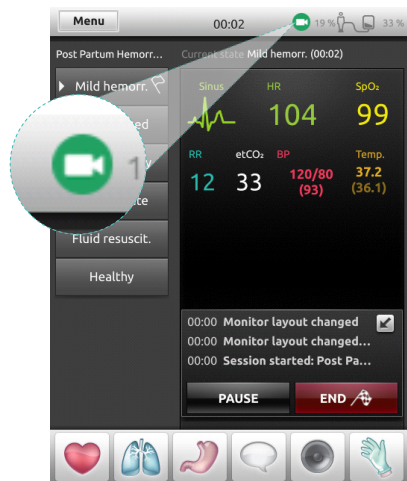 Menu
00:02
19 %
33 %
Post Partum Hemorr...
Current state Mild hemorr. (00:02)
Mild hemorr.
Sinus
HR
SpO₂
104
99
RR
etCO₂
BP
Temp.
12
33
120/80
(93)
37.2
(36.1)
1
Fluid resuscit.
Healthy
00:00 Monitor layout changed
00:00 Monitor layout changed...
00:00 Session started: Post Pa...
PAUSE
END